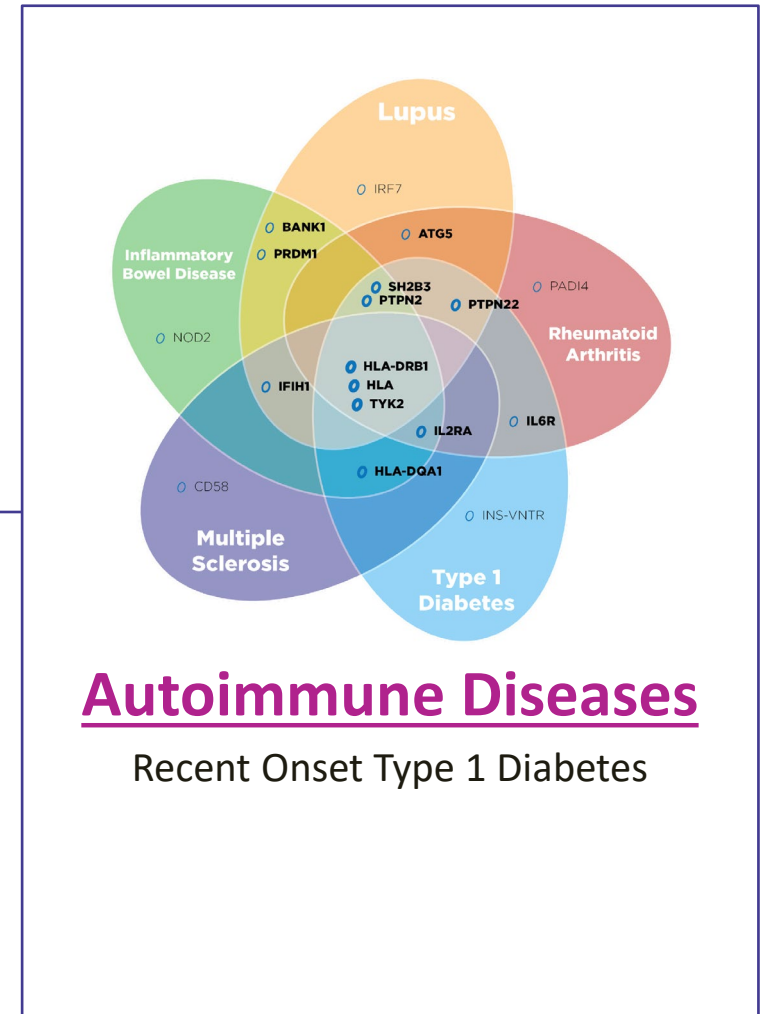 Lupus
IRF7
BANK1
ATG5
PRDM1
Inflammatory
Bowel Disease
SH2B3
PADI4
PTPN2
PTPN22
NOD2
Rheumatoid
Arthritis
HLA-DRB1
IFIH1
HLA
TYK2
IL6R
IL2RA
HLA-DQA1
CD58
INS-VNTR
Multiple
Sclerosis
Type 1
Diabetes
Autoimmune Diseases
Recent Onset Type 1 Diabetes